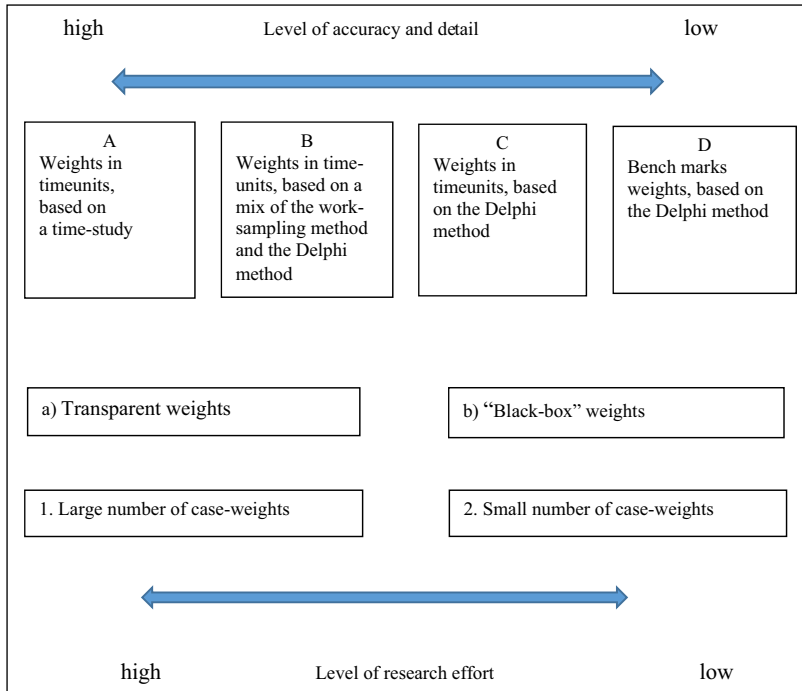 high Level of accuracy and detail low
A
Weights in
timeunits,
based on
a time-study
B
Weights in time-
units, based on a
mix of the work-
sampling method
and the Delphi
method
C
Weights in
timeunits, based
on the Delphi
method
D
Bench marks
weights, based on
the Delphi method
a) Transparent weights
b) “Black-box” weights
1. Large number of case-weights
2. Small number of case-weights
high Level of research effort low